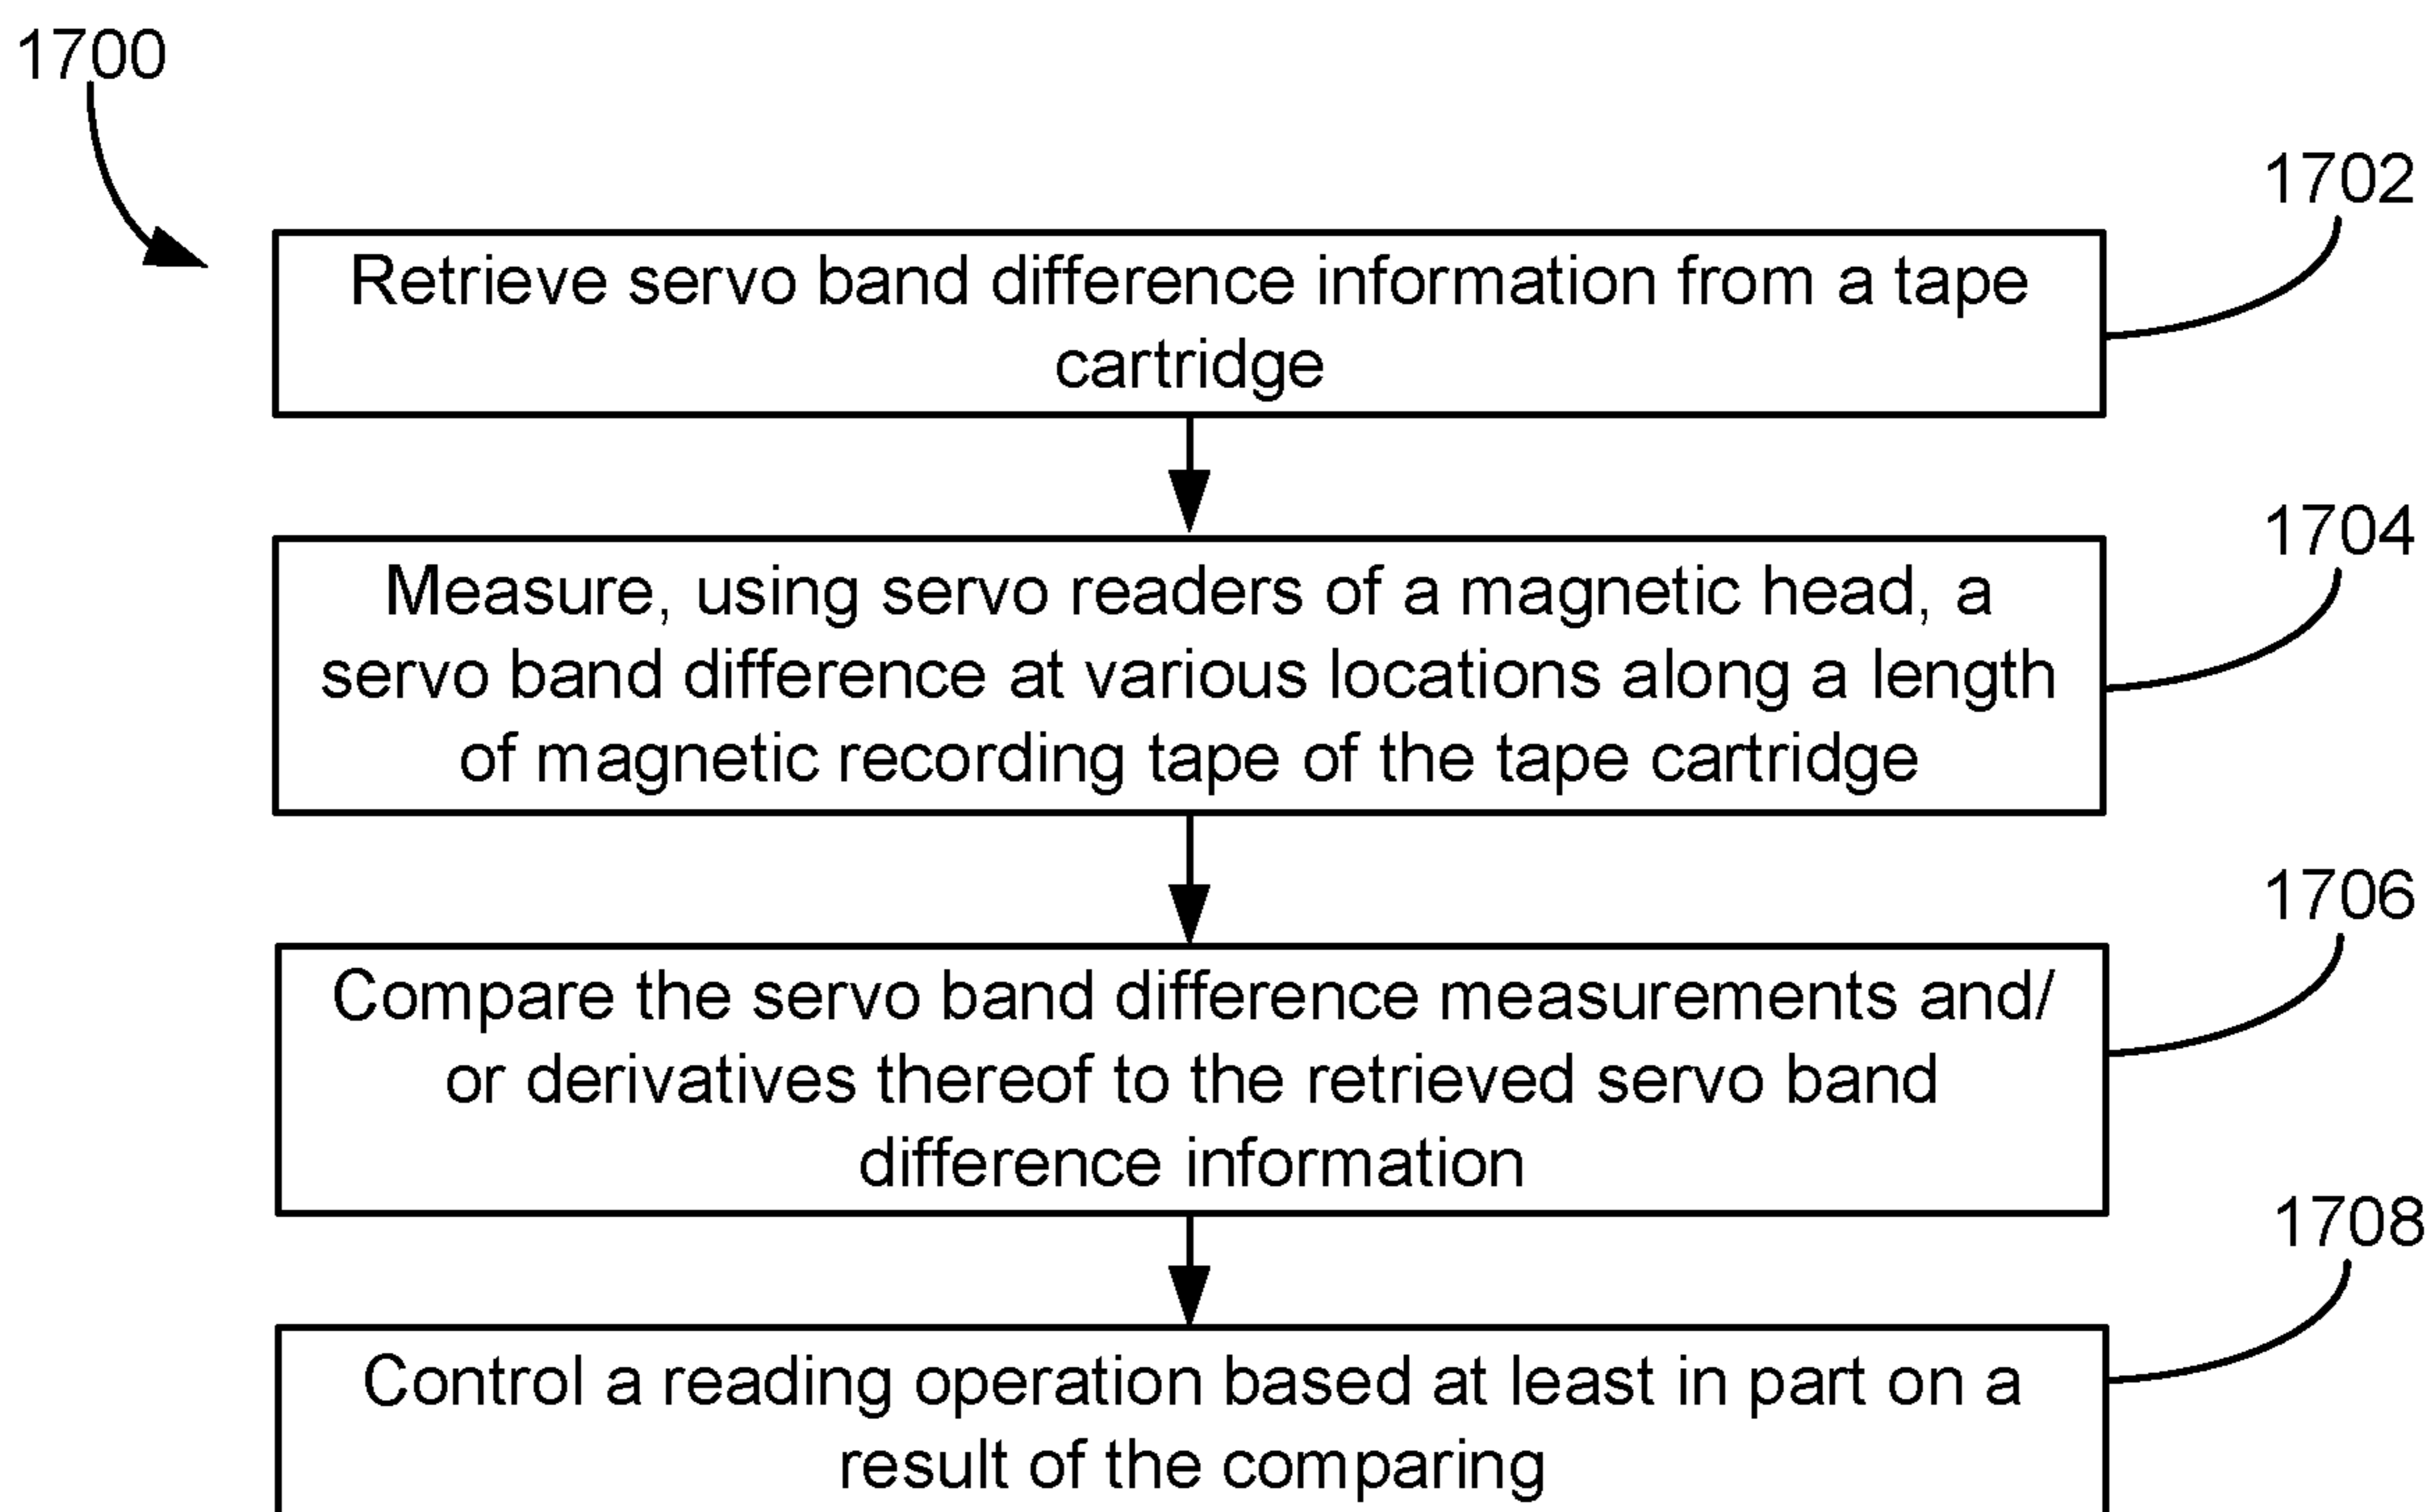 1700
1702
Retrieve servo band difference information from a tape
cartridge
1704
Measure, using servo readers of a magnetic head, a
servo band difference at various locations along a length
of magnetic recording tape of the tape cartridge
1706
Compare the servo band difference measurements and/
or derivatives thereof to the retrieved servo band
difference information
1708
Control a reading operation based at least in part on a
result of the comparing